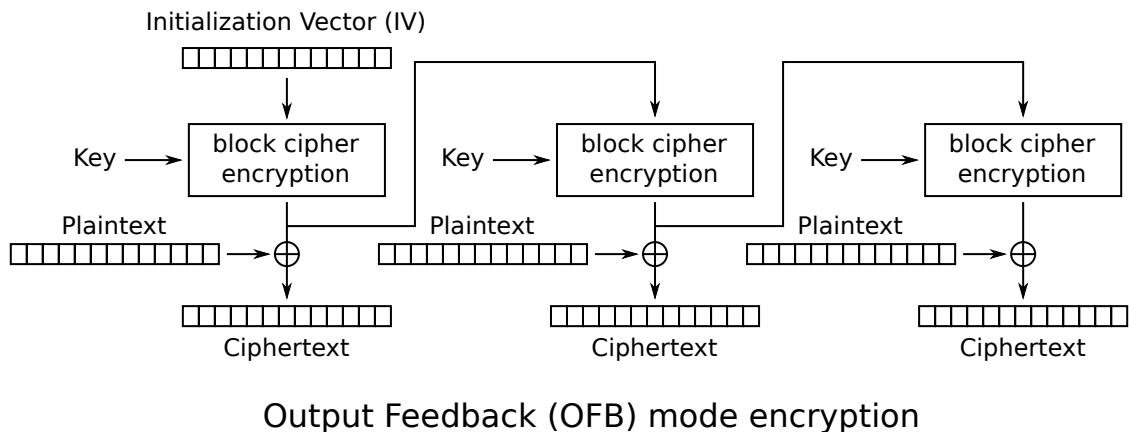 Initialization Vector (IV)
Key
block cipher
encryption
Key
block cipher
encryption
Key
block cipher
encryption
Plaintext
Plaintext
Plaintext
Ciphertext
Ciphertext
Ciphertext
Output Feedback (OFB) mode encryption